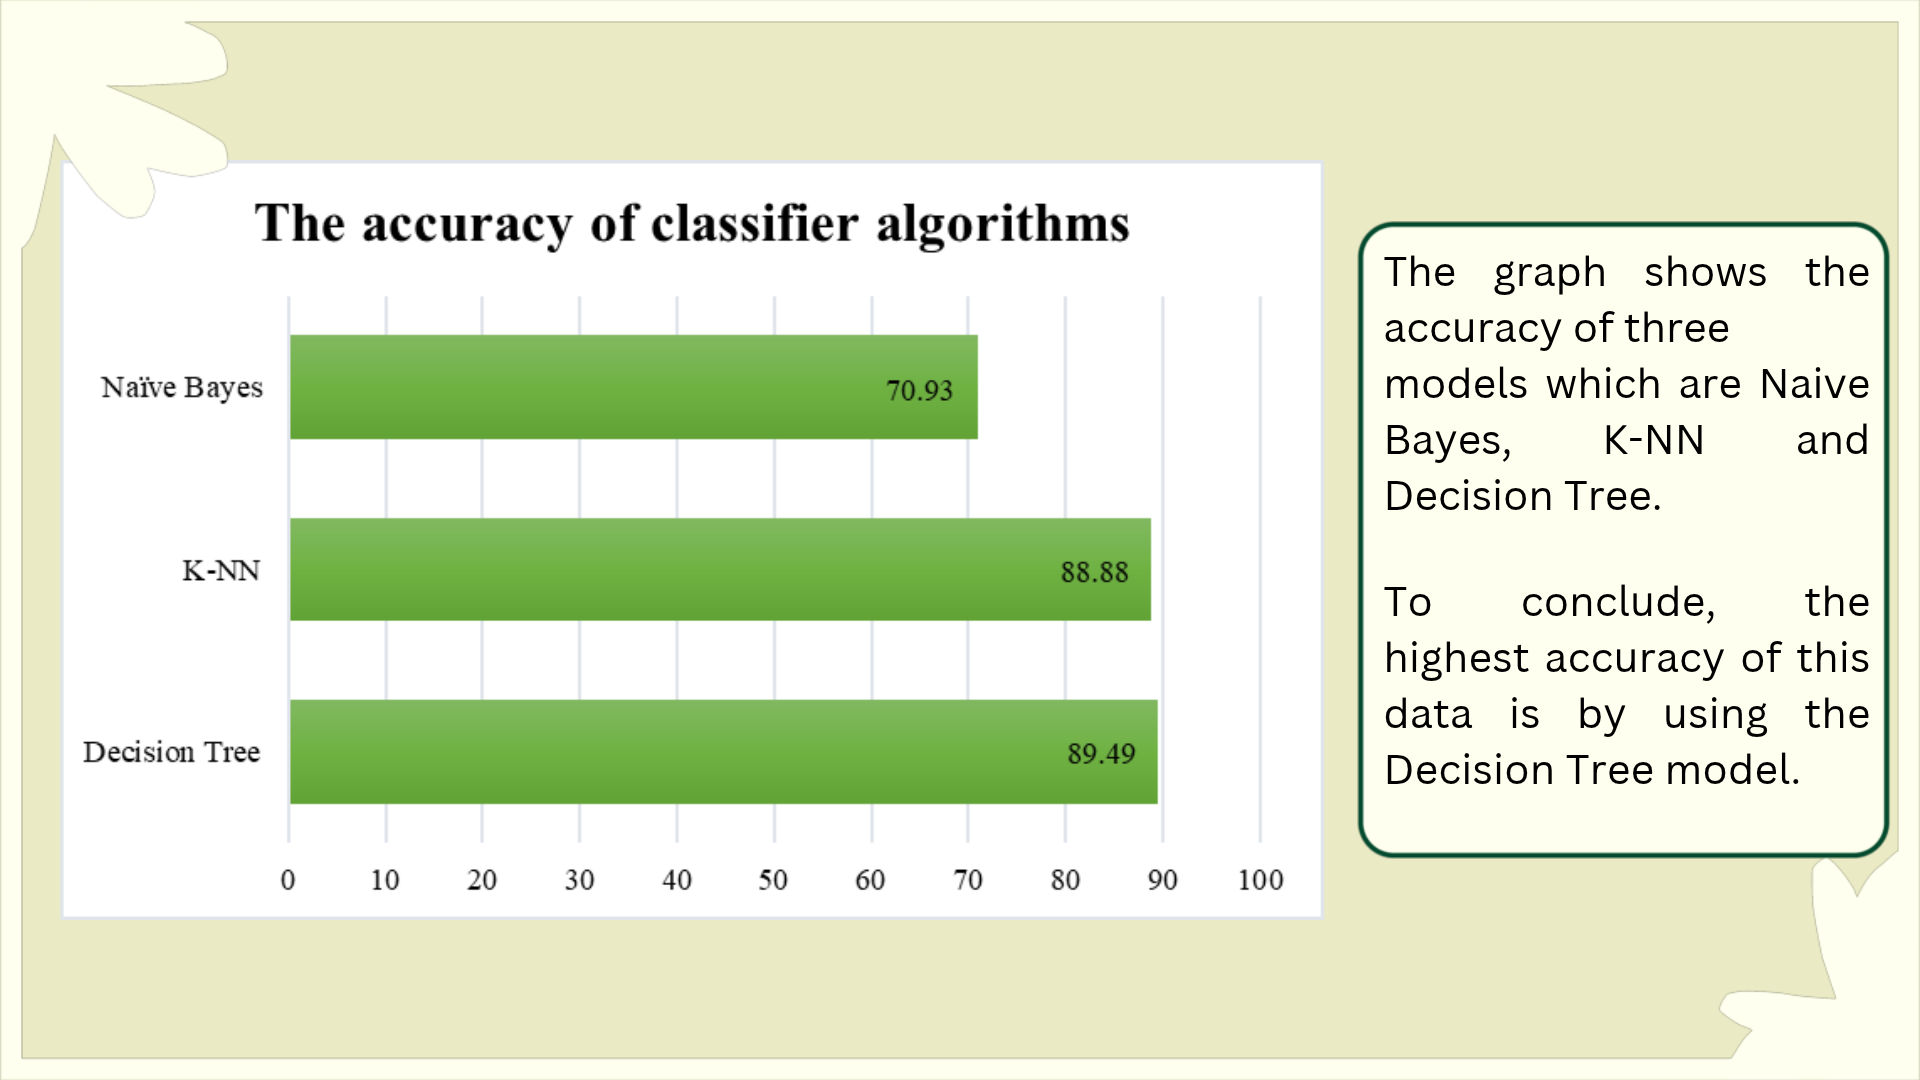 The accuracy of classifier algorithms
Naïve Bayes
70.93
K-NN
88.88
Decision Tree
89.49
0 10 20 30 40 50 60 70 80 90 100
The graph shows the
accuracy of three
models which are Naive
Bayes, K-NN and
Decision Tree.
To conclude, the
highest accuracy of this
data is by using the
Decision Tree model.